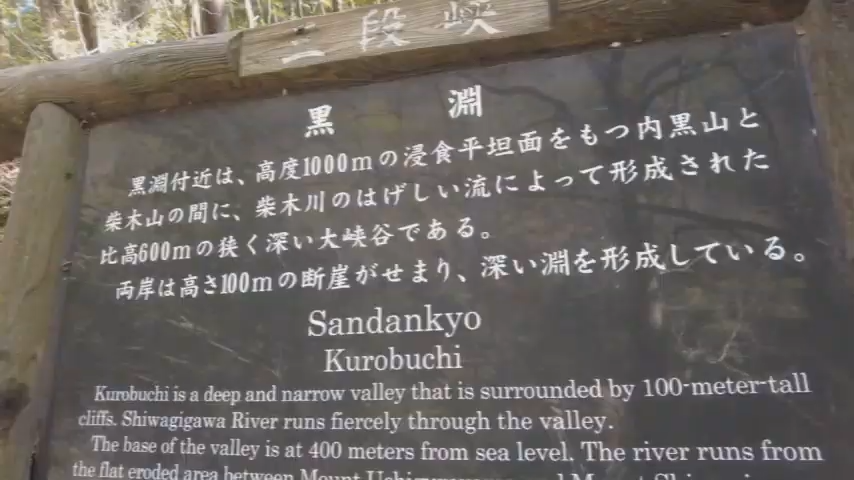 三段峡
黒淵
黒淵付近は、高度1000mの浸食平坦面をもつ内黒山と
柴木山の間に、柴木川のはげしい流によって形成された
比高600mの狭く深い大峡谷である。
両岸は高さ100mの断崖がせまり、深い淵を形成している。
Sandankyo
Kurobuchi
Kurobuchi is a deep and narrow valley that is surrounded by 100-meter-tall
cliffs. Shiwagigawa River runs fiercely through the valley.
The base of the valley is at 400 meters from sea level. The river runs from
the flat eroded area between Mount